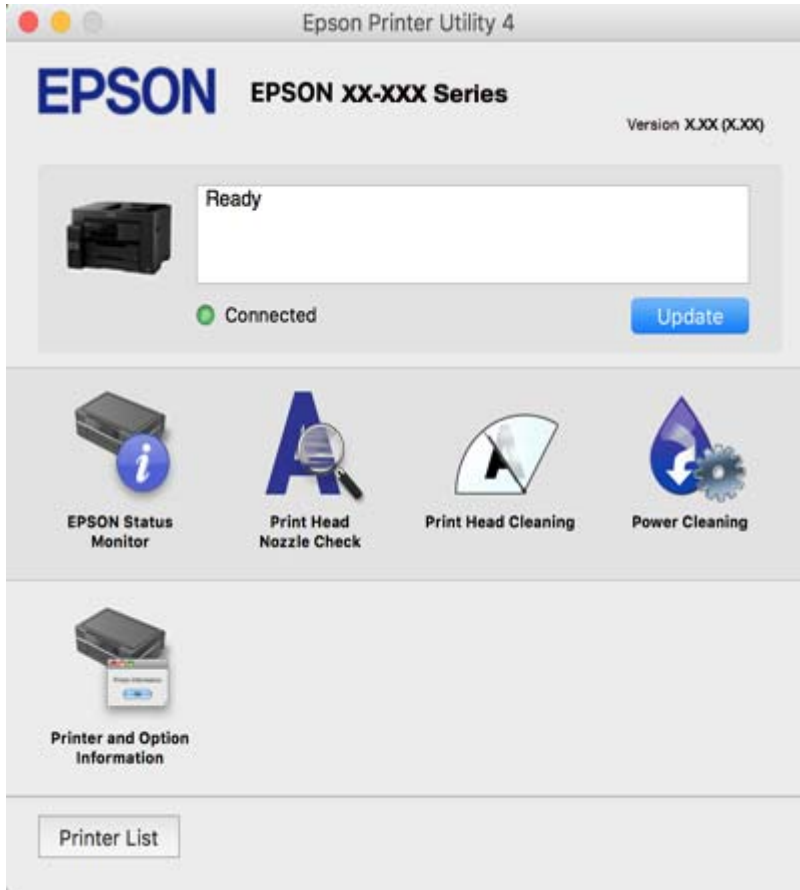 Epson Printer Utility 4
EPSON
EPSON XX-XXX Series
Version X.XX (X.XX)
Ready
Connected
Update
EPSON Status
Monitor
Print Head
Nozzle Check
Print Head Cleaning
Power Cleaning
Printer and Option
Information
Printer List